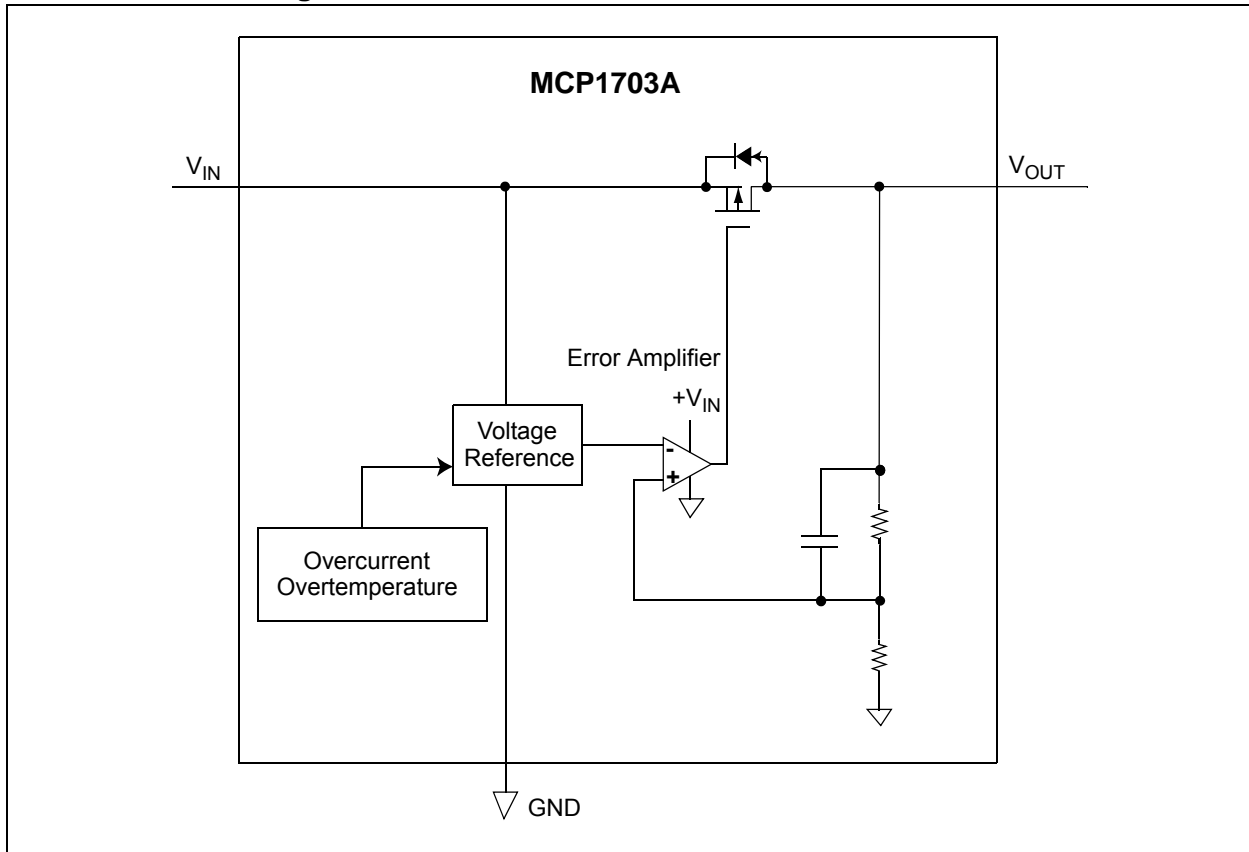 MCP1703A
VIN
VOUT
Error Amplifier
+VIN
Voltage
Reference
-
+
Overcurrent
Overtemperature
GND